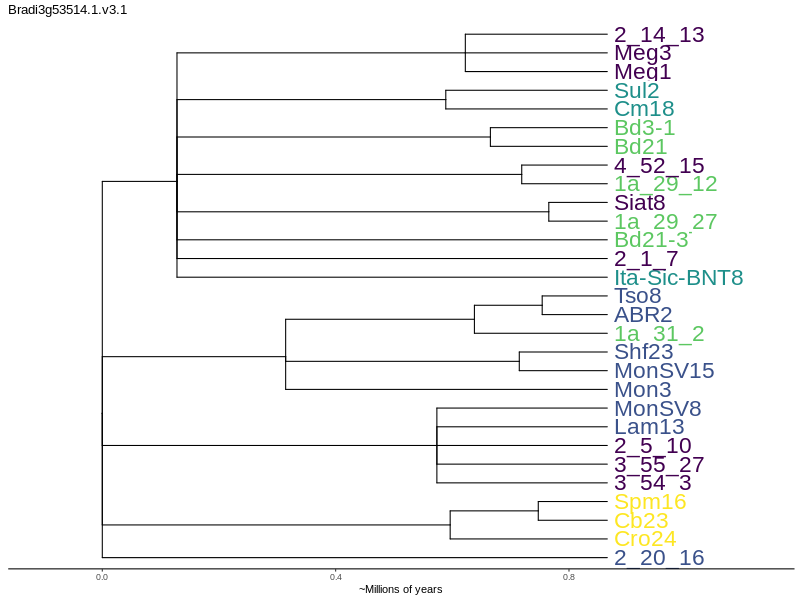 Bradi3g53514.1.v3.1
2_14_13
Meg3
Meg1
Sul2
Cm18
Bd3-1
Bd21
4_52_15
1a_29_12
Siat8
1a_29_27
Bd21-3
2_1_7
Ita-Sic-BNT8
Tso8
ABR2
1a_31_2
Shf23
MonSV15
Mon3
MonSV8
Lam13
2_5_10
3_55_27
3_54_3
Spm16
Cb23
Cro24
2_20_16
0.0 0.4 0.8
~Millions of years